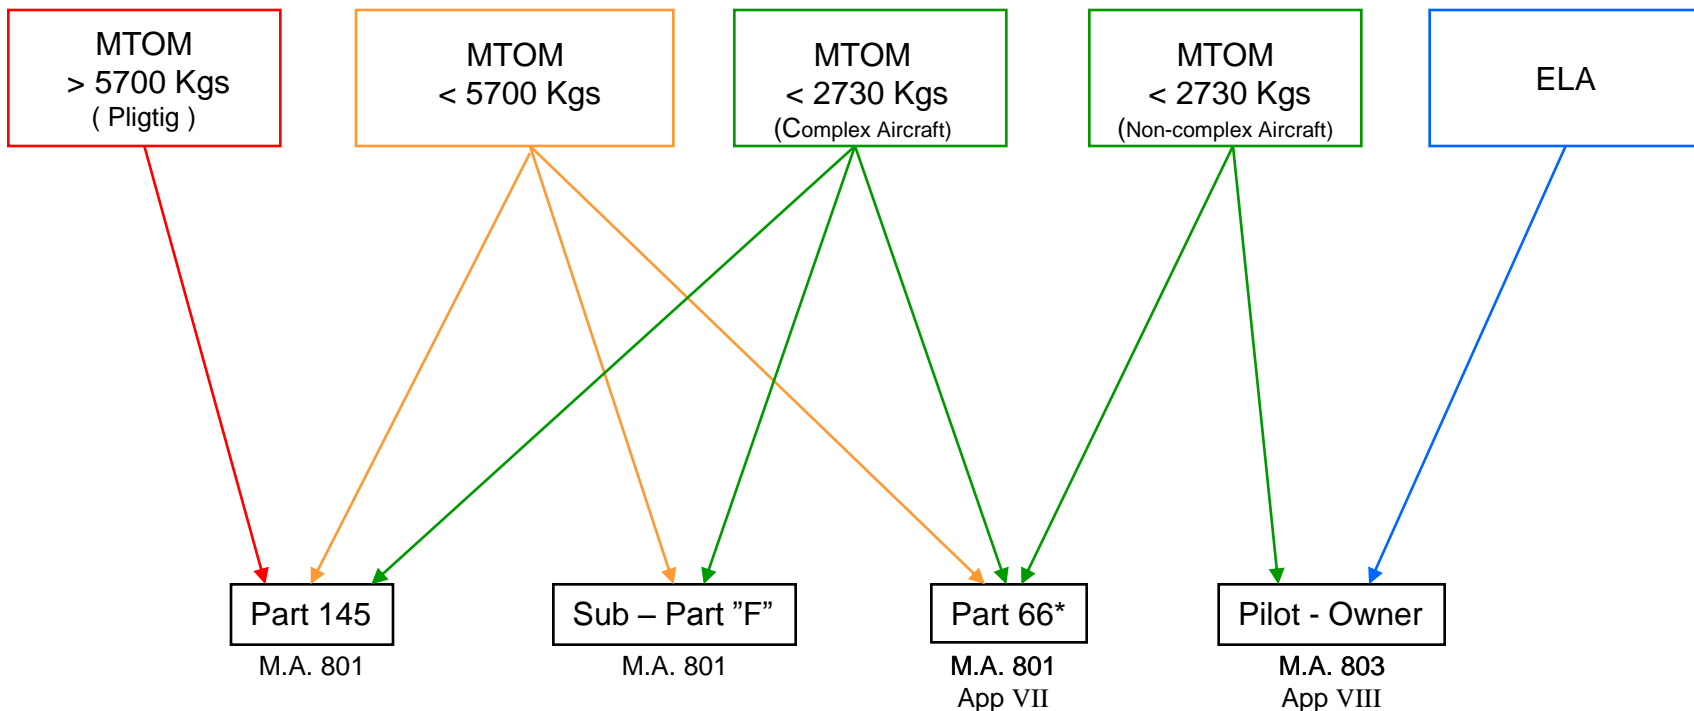 MTOM
> 5700 Kgs
( Pligtig )
MTOM
< 5700 Kgs
MTOM
< 2730 Kgs
(Complex Aircraft)
MTOM
< 2730 Kgs
(Non-complex Aircraft)
ELA
Part 145
M.A. 801
Sub – Part ”F”
M.A. 801
Part 66*
M.A. 801
App VII
Pilot - Owner
M.A. 803
App VIII